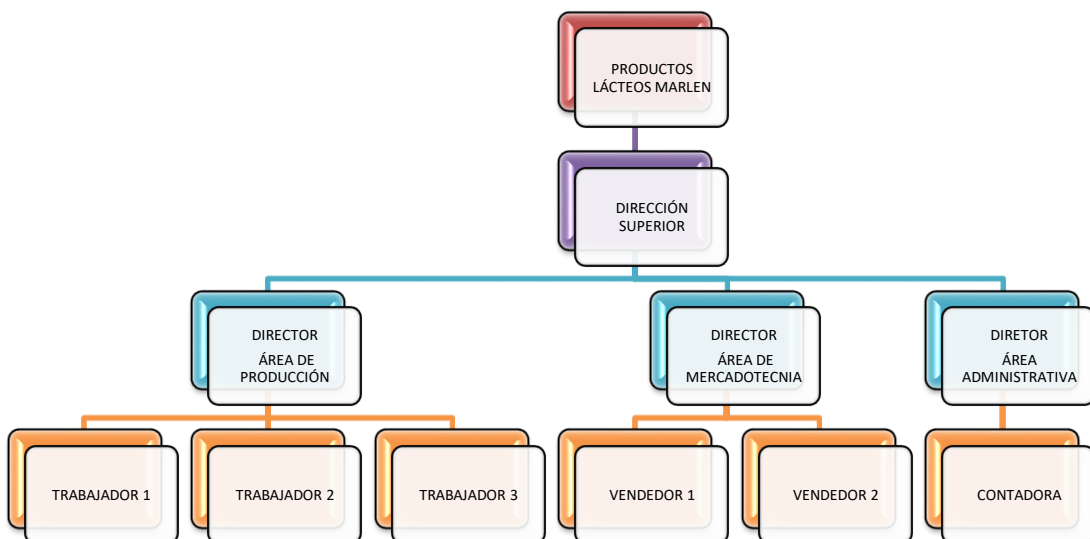 PRODUCTOS
LÁCTEOS MARLEN
DIRECCIÓN
SUPERIOR
DIRECTOR
ÁREA DE
PRODUCCIÓN
DIRECTOR
ÁREA DE
MERCADOTECNIA
DIRETOR
ÁREA
ADMINISTRATIVA
TRABAJADOR 1
TRABAJADOR 2
TRABAJADOR 3
VENDEDOR 1
VENDEDOR 2
CONTADORA